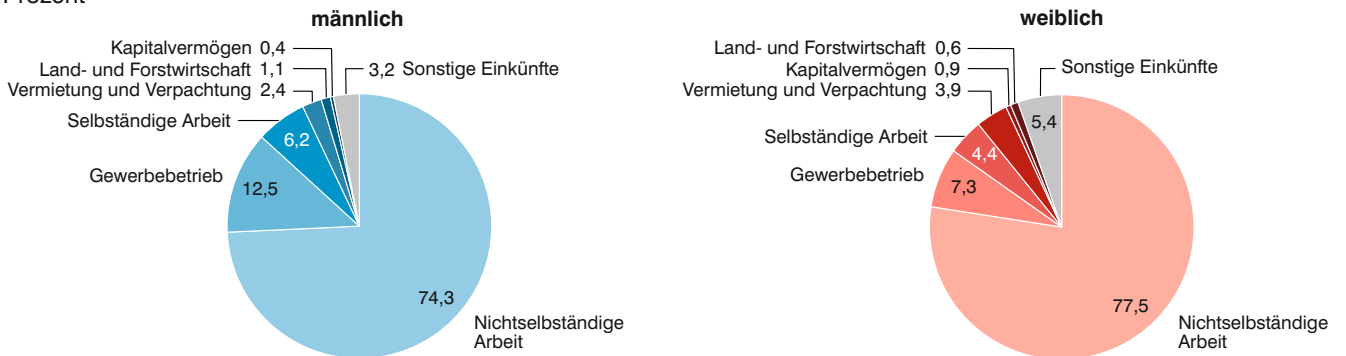 Prozent
männlich
Kapitalvermögen 0,4
Land- und Forstwirtschaft 1,1
Vermietung und Verpachtung 2,4
3,2 Sonstige Einkünfte
Selbständige Arbeit
6,2
Gewerbebetrieb
12,5
74,3
Nichtselbständige
Arbeit
weiblich
Land- und Forstwirtschaft 0,6
Kapitalvermögen 0,9
Vermietung und Verpachtung 3,9
Sonstige Einkünfte
5,4
Selbständige Arbeit
4,4
Gewerbebetrieb
7,3
77,5
Nichtselbständige
Arbeit